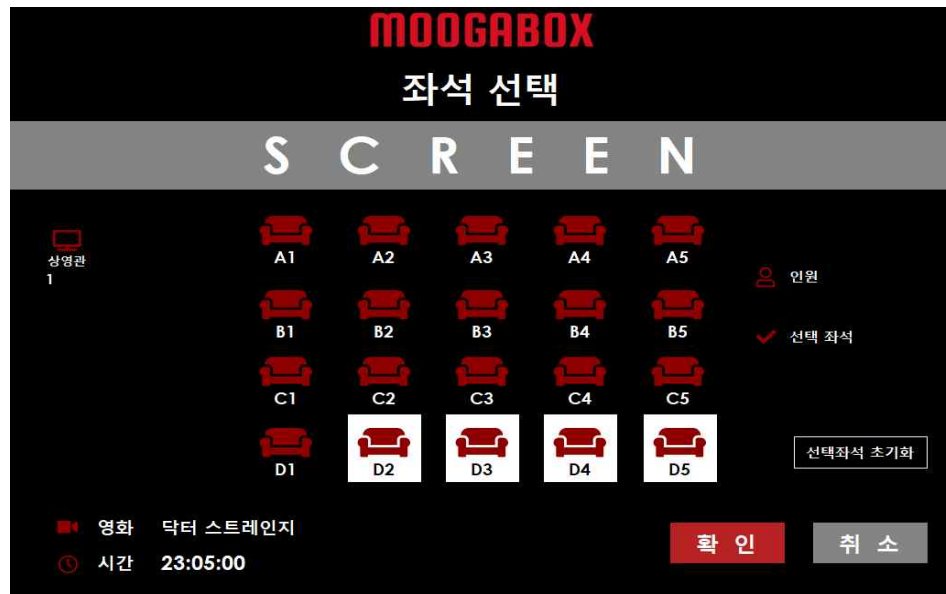 MOOGABOX
좌석 선택
SCREEN
상영관
1
A1 A2 A3 A4 A5
B1 B2 B3 B4 B5
C1 C2 C3 C4 C5
D1 D2 D3 D4 D5
인원
선택 좌석
선택좌석 초기화
영화 닥터 스트레인지
시간 23:05:00
확 인
취 소